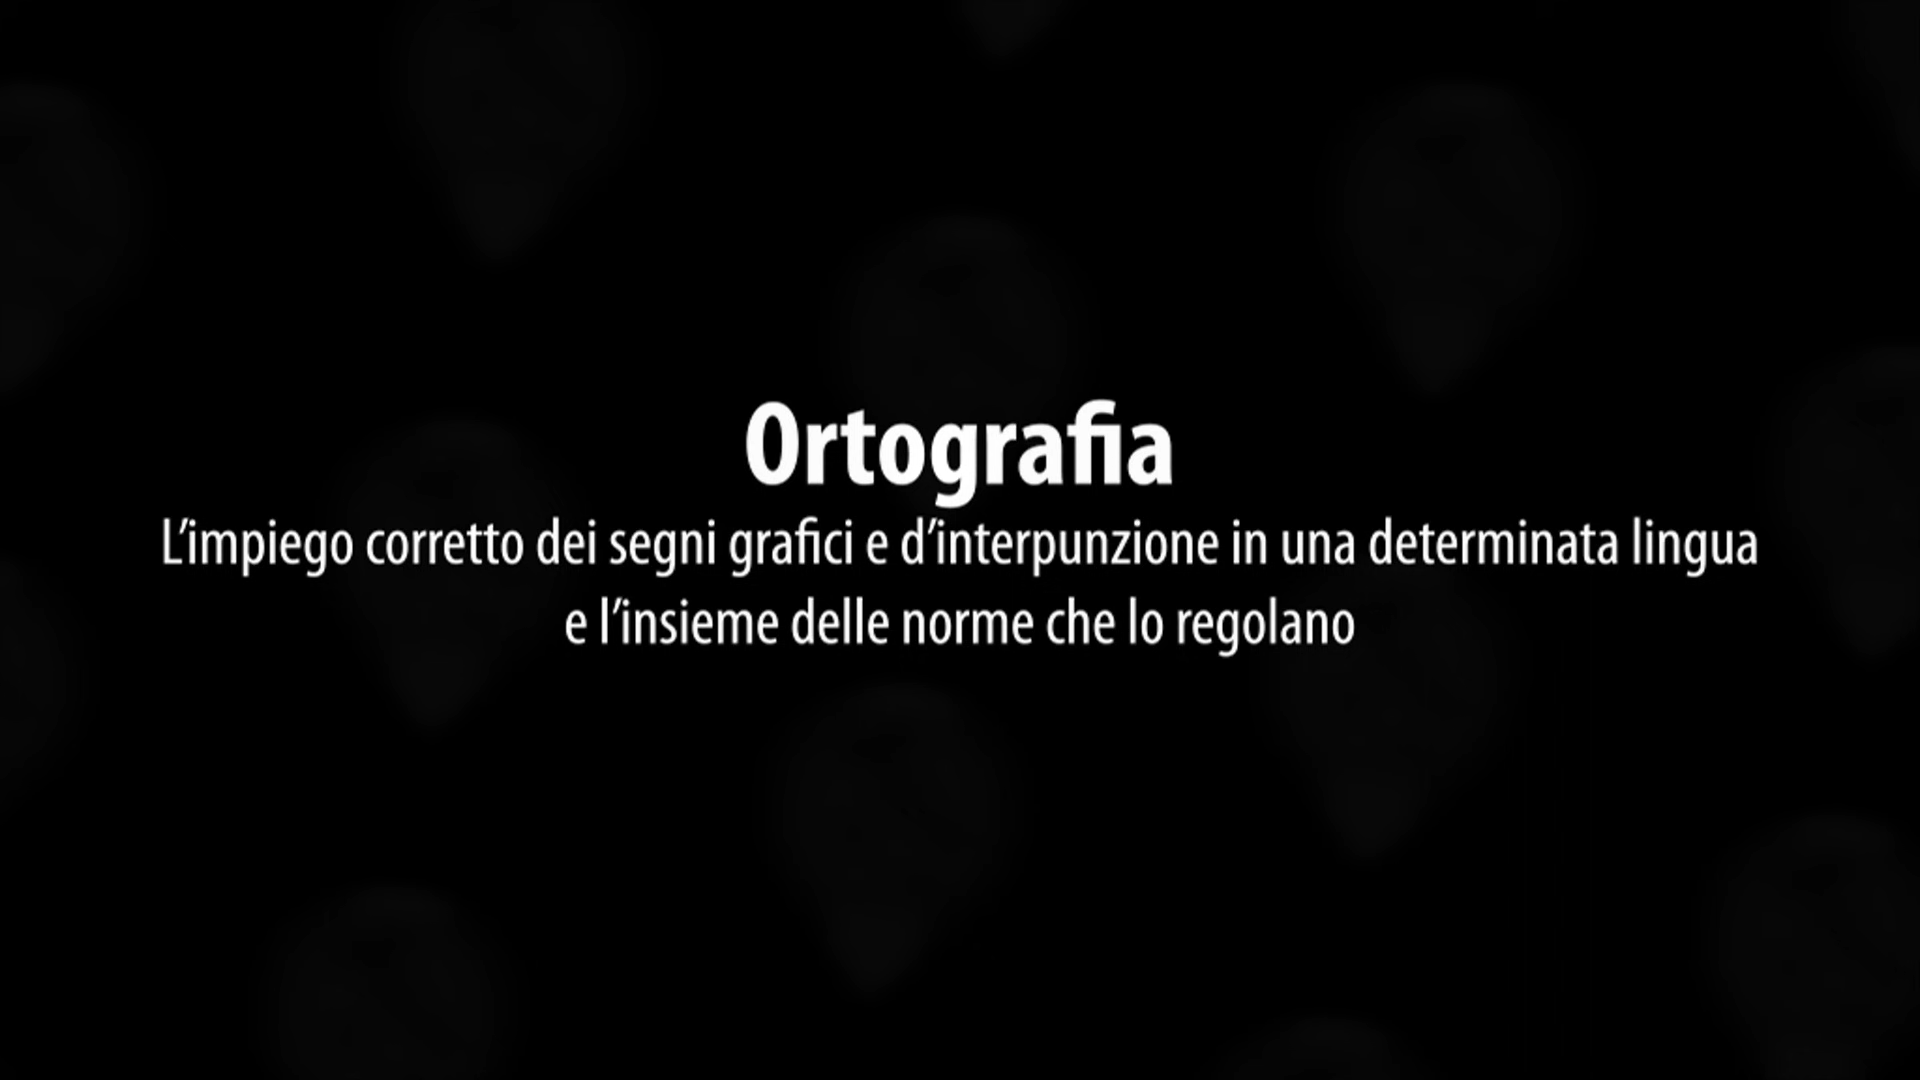 Ortografia
L’impiego corretto dei segni grafici e d’interpunzione in una determinata lingua
e l’insieme delle norme che lo regolano